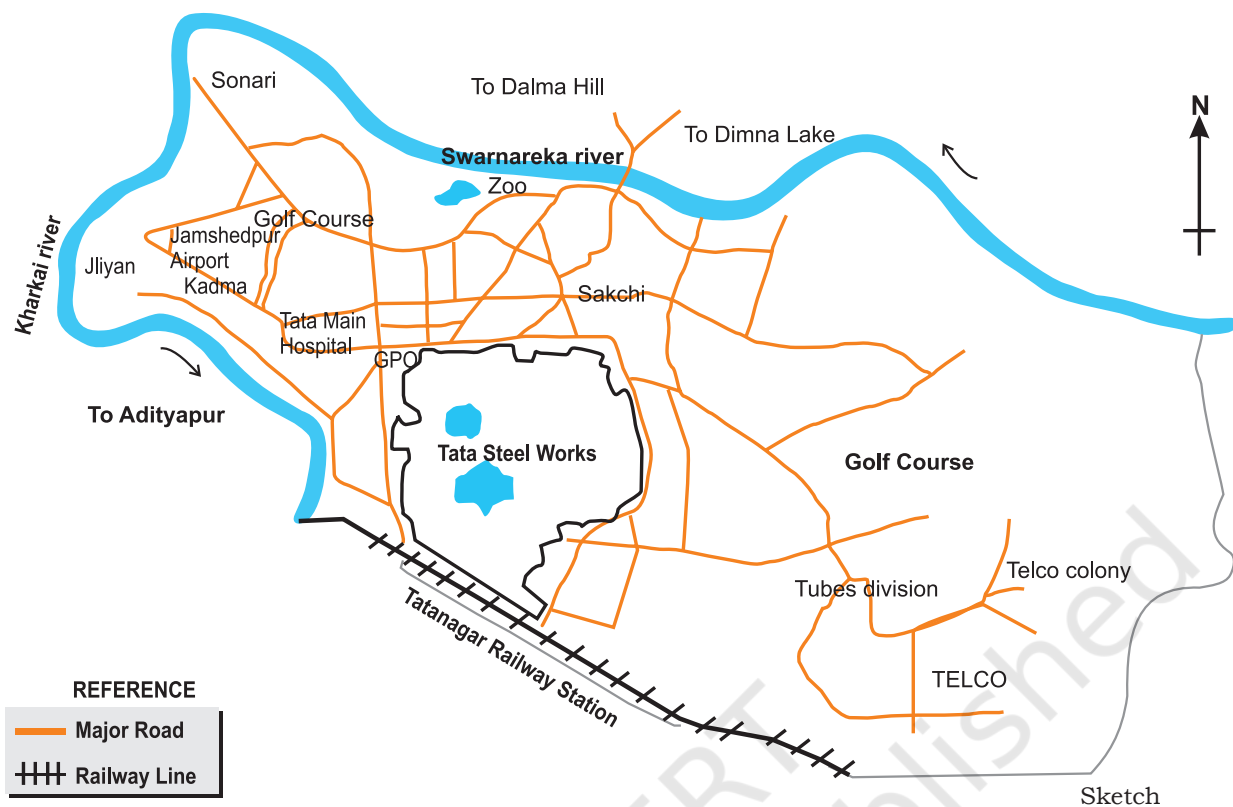 Sonari
To Dalma Hill
N
To Dimna Lake
Swarnareka river
Zoo
Golf Course
Jamshedpur
Airport
Kadma
Jliyan
Kharkai river
Sakchi
Tata Main
Hospital
GPO
To Adityapur
Tata Steel Works
Golf Course
Telco colony
Tubes division
Tatanagar Railway Station
TELCO
REFERENCE
Major Road
Railway Line
Sketch